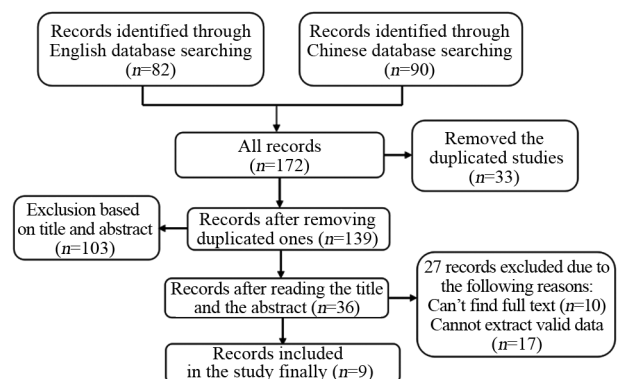 Records identified through
English database searching
(n=82)
Records identified through
Chinese database searching
(n=90)
All records
(n=172)
Removed the
duplicated studies
(n=33)
Exclusion based
on title and abstract
(n=103)
Records after removing
duplicated ones (n=139)
Records after reading the title
and the abstract (n=36)
27 records excluded due to
the following reasons:
Can't find full text (n=10)
Cannot extract valid data
(n=17)
Records included
in the study finally (n=9)